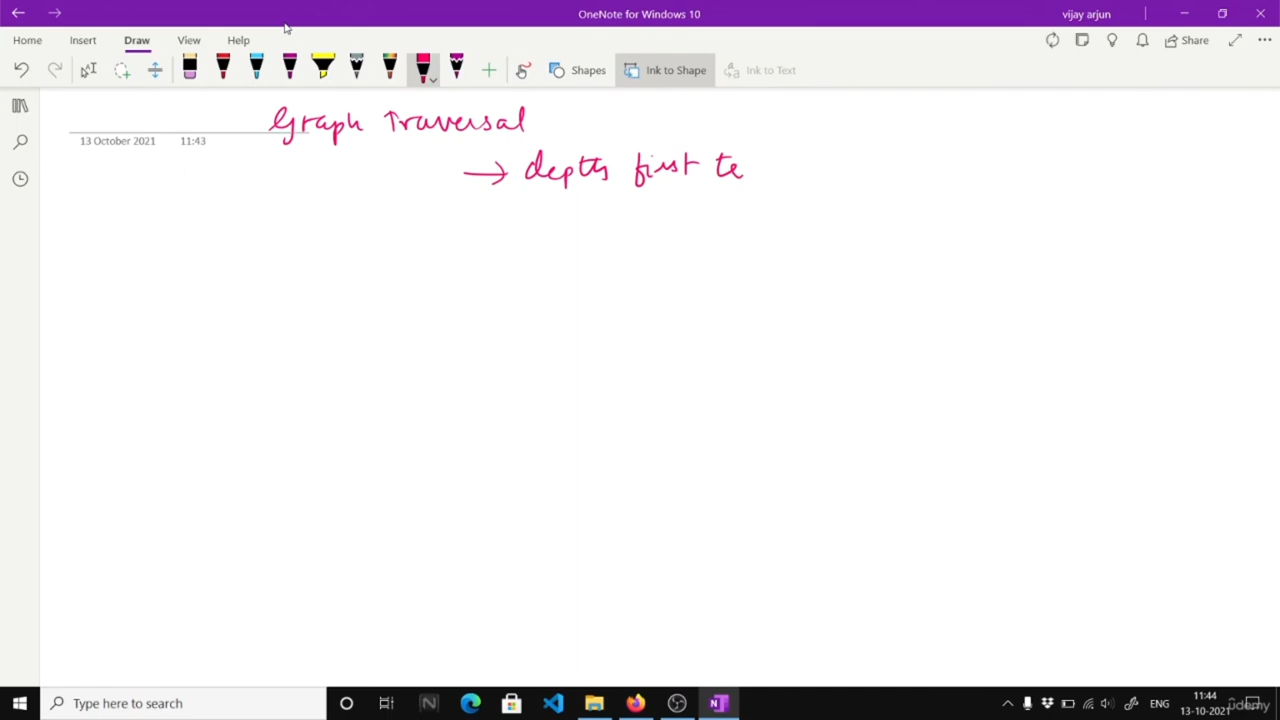 OneNote for Windows 10
vijay arjun
Home Insert Draw View Help
Share
Shapes
Ink to Shape
Ink to Text
Graph Traversal
13 October 2021 11:43
→ depth first te
Type here to search
N
ENG
11:44
13-10-2021
ûdemy